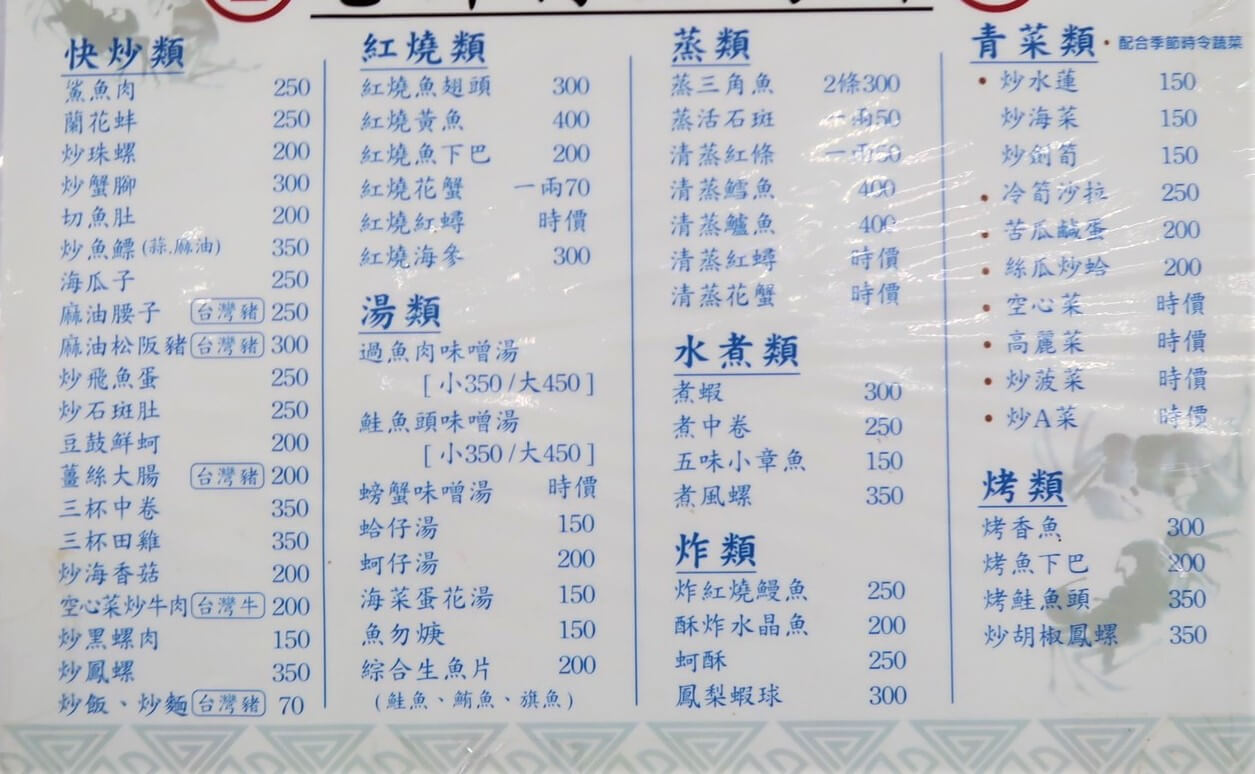 快炒類
鯊魚肉 250
蘭花蚌 250
炒珠螺 200
炒蟹腳 300
切魚肚 200
炒魚鰾(蒜.麻油) 350
海瓜子 250
麻油腰子 台灣豬 250
麻油松阪豬 台灣豬 300
炒飛魚蛋 250
炒石斑肚 250
豆鼓鮮蚵 200
薑絲大腸 台灣豬 200
三杯中卷 350
三杯田雞 350
炒海香菇 200
空心菜炒牛肉 台灣牛 200
炒黑螺肉 150
炒鳳螺 350
炒飯、炒麵 台灣豬 70
紅燒類
紅燒魚翅頭 300
紅燒黃魚 400
紅燒魚下巴 200
紅燒花蟹 一兩70
紅燒紅蟳 時價
紅燒海參 300
湯類
過魚肉味噌湯
[小350/大450]
鮭魚頭味噌湯
[小350/大450]
螃蟹味噌湯 時價
蛤仔湯 150
蚵仔湯 200
海菜蛋花湯 150
魚勿焿 150
綜合生魚片 200
(鮭魚、鮪魚、旗魚)
蒸類
蒸三角魚 2條300
蒸活石斑 一兩50
清蒸紅條 一兩50
清蒸鱈魚 400
清蒸鱸魚 400
清蒸紅蟳 時價
清蒸花蟹 時價
水煮類
煮蝦 300
煮中卷 250
五味小章魚 150
煮風螺 350
炸類
炸紅燒鰻魚 250
酥炸水晶魚 200
蚵酥 250
鳳梨蝦球 300
青菜類•配合季節時令蔬菜
•炒水蓮 150
炒海菜 150
炒劍筍 150
•冷筍沙拉 250
•苦瓜鹹蛋 200
•絲瓜炒蛤 200
•空心菜 時價
•高麗菜 時價
•炒菠菜 時價
•炒A菜 時價
烤類
烤香魚 300
烤魚下巴 200
烤鮭魚頭 350
炒胡椒鳳螺 350